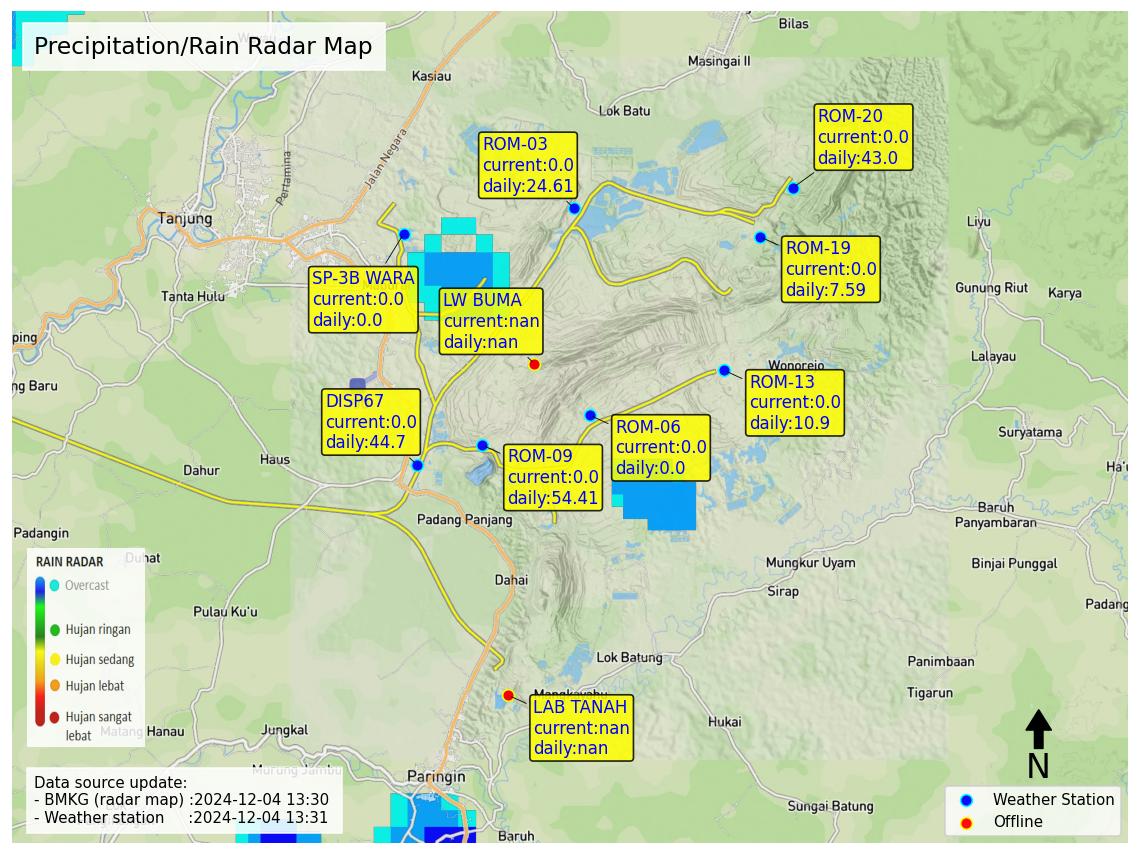 Precipitation/Rain Radar Map
Bilas
Masingai II
Kasiau
Lok Batu
Jalan Negara
Pertamina
Tanjung
Tanta Hulu
ROM-20
current:0.0
daily:43.0
ROM-03
current:0.0
daily:24.61
ROM-19
current:0.0
daily:7.59
SP-3B WARA
current:0.0
daily:0.0
LW BUMA
current:nan
daily:nan
Liyu
Gunung Riut
Karya
Lalayau
ping
ng Baru
Wonorejo
ROM-13
current:0.0
daily:10.9
DISP67
current:0.0
daily:44.7
ROM-06
current:0.0
daily:0.0
ROM-09
current:0.0
daily:54.41
Suryatama
Ha'u
Dahur
Haus
Padang Panjang
Baruh
Panyambaran
Padangin
Duhat
Binjai Punggal
Mungkur Uyam
Dahai
Sirap
Padang
Pulau Ku'u
RAIN RADAR
Overcast
Hujan ringan
Hujan sedang
Hujan lebat
Hujan sangat
lebat
Lok Batung
Panimbaan
Tigarun
LAB TANAH
current:nan
daily:nan
Hukai
Hanau
Jungkal
Paringin
Sungai Batung
Baruh
Data source update:
- BMKG (radar map) :2024-12-04 13:30
- Weather station :2024-12-04 13:31
N
Weather Station
Offline